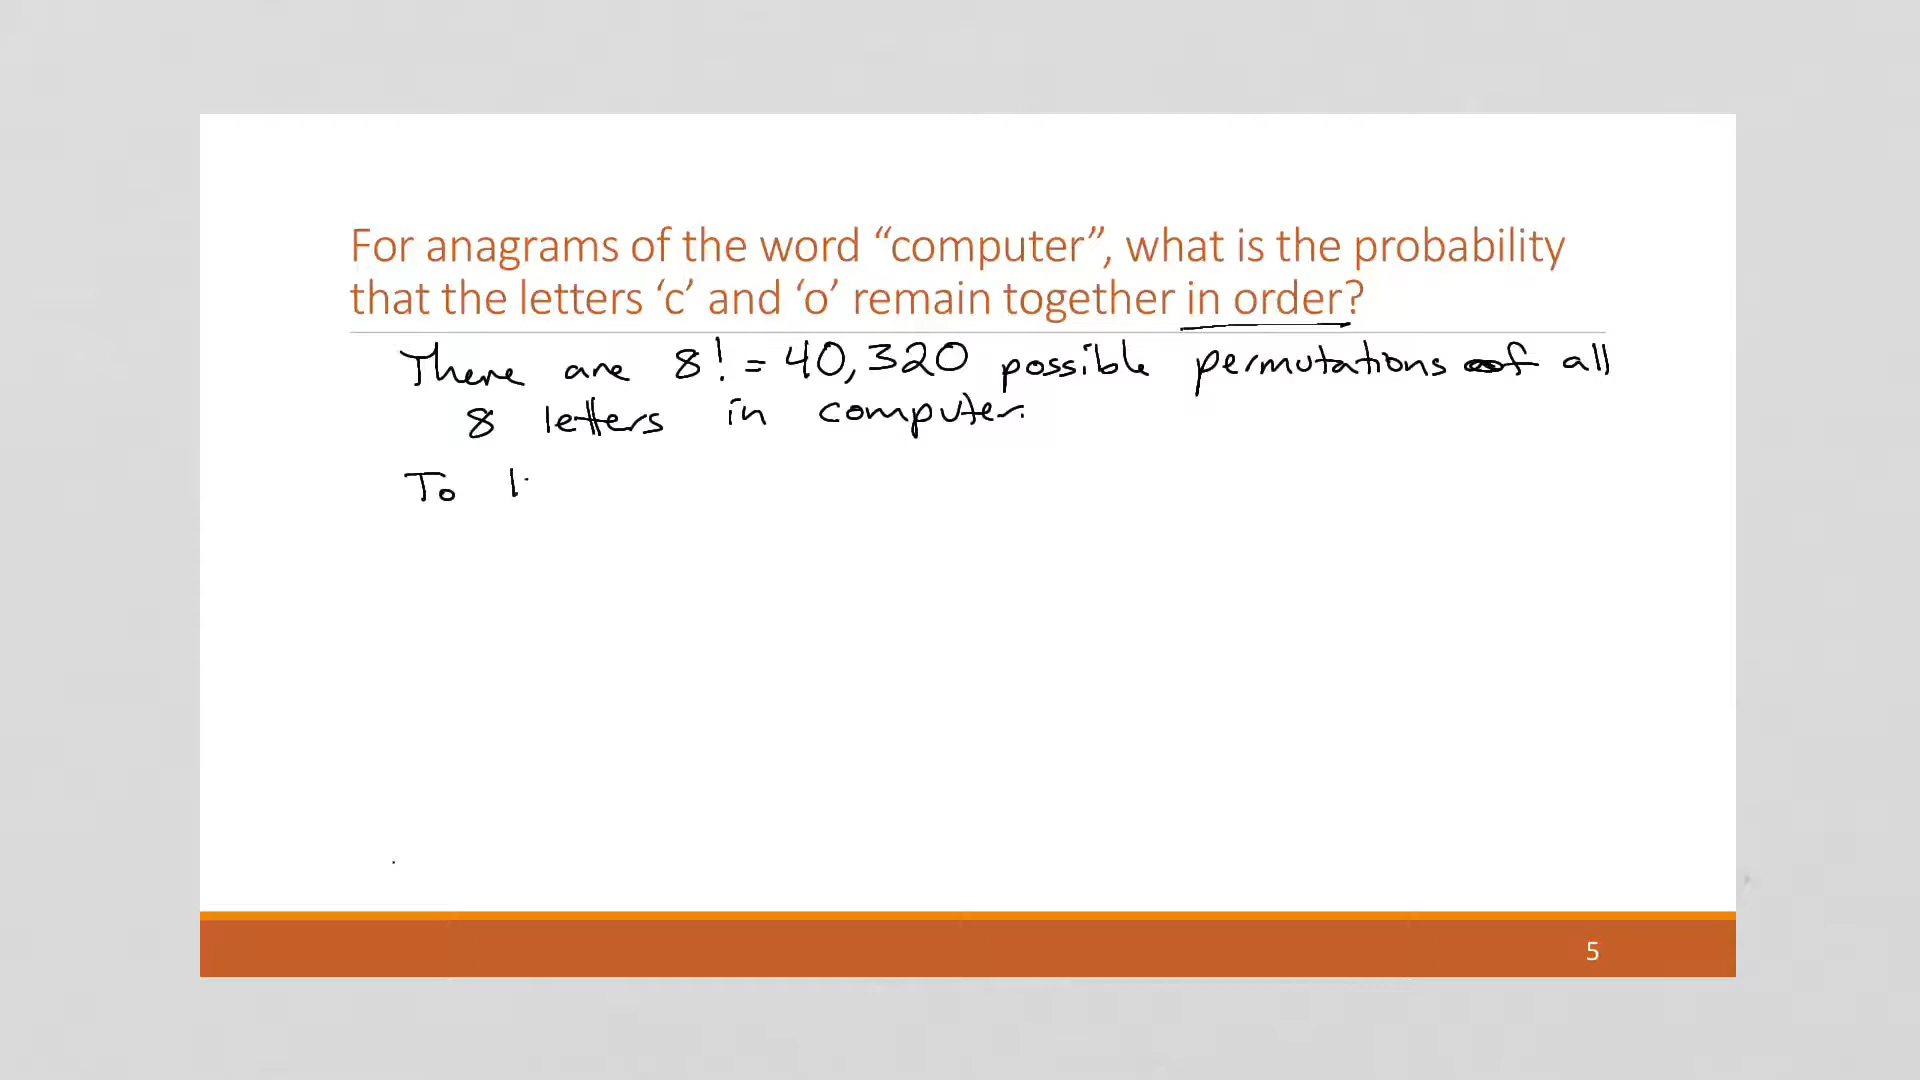 For anagrams of the word “computer”, what is the probability
that the letters ‘c’ and ‘o’ remain together in order?
There are 8! = 40,320 possible permutations of all
8 letters in computer.
To
5